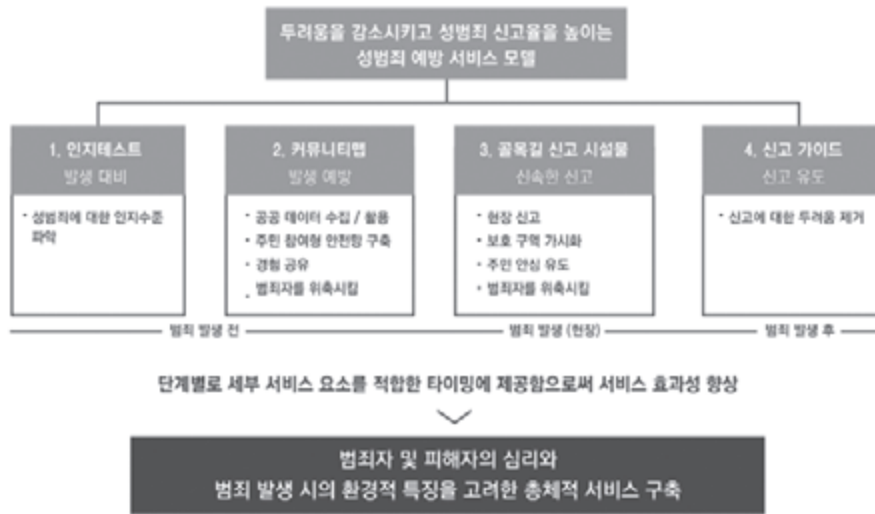 두려움을 감소시키고 성범죄 신고율을 높이는
성범죄 예방 서비스 모델
1. 인지테스트
발생 대비
- 성범죄에 대한 인지수준
파악
2. 커뮤니티맵
발생 예방
- 공공 데이터 수집 / 활용
• 주민 참여형 안전망 구축
- 경험 공유
범죄자를 위축시킴
3. 골목길 신고 시설물
신속한 신고
- 현장 신고
• 보호 구역 가시화
- 주민 안심 유도
• 범죄자를 위축시킴
4. 신고 가이드
신고 유도
- 신고에 대한 두려움 제거
범죄 발생 전
범죄 발생 (현장)
범죄 발생 후
단계별로 세부 서비스 요소를 적합한 타이밍에 제공함으로써 서비스 효과성 향상
범죄자 및 피해자의 심리와
범죄 발생 시의 환경적 특징을 고려한 총체적 서비스 구축